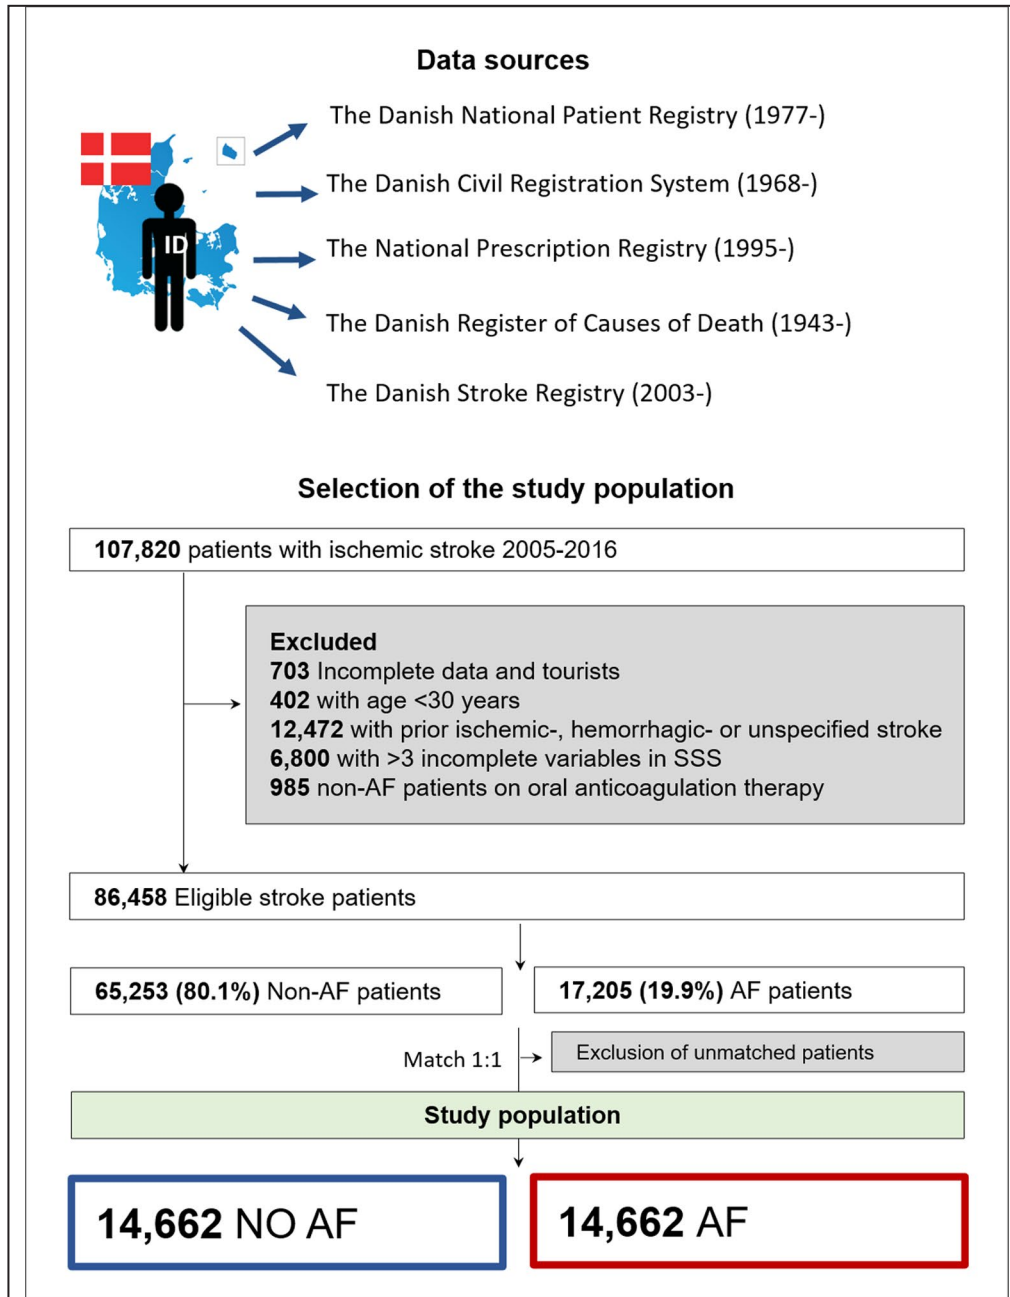 Data sources
The Danish National Patient Registry (1977-)
The Danish Civil Registration System (1968-)
ID
The National Prescription Registry (1995-)
The Danish Register of Causes of Death (1943-)
The Danish Stroke Registry (2003-)
Selection of the study population
107,820 patients with ischemic stroke 2005-2016
Excluded
703 Incomplete data and tourists
402 with age <30 years
12,472 with prior ischemic-, hemorrhagic- or unspecified stroke
6,800 with >3 incomplete variables in SSS
985 non-AF patients on oral anticoagulation therapy
86,458 Eligible stroke patients
65,253 (80.1%) Non-AF patients
17,205 (19.9%) AF patients
Match 1:1
Exclusion of unmatched patients
Study population
14,662 NO AF
14,662 AF